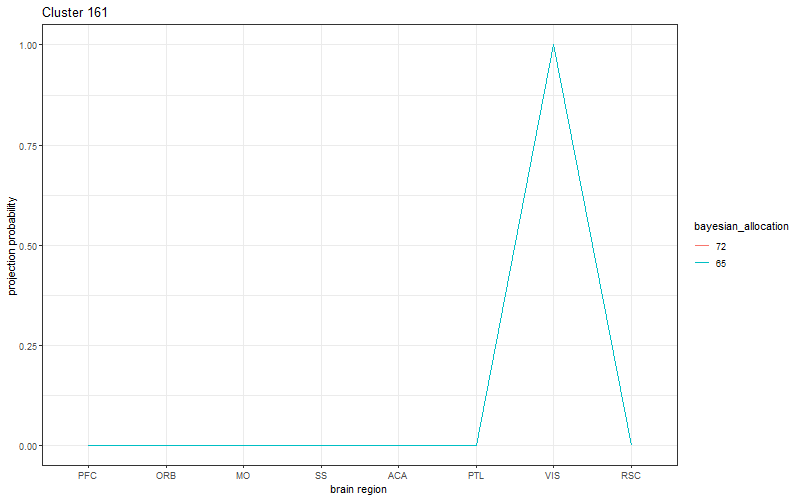 Cluster 161
1.00
0.75
0.50
0.25
0.00
projection probability
PFC ORB MO SS ACA PTL VIS RSC
brain region
bayesian_allocation
72
65